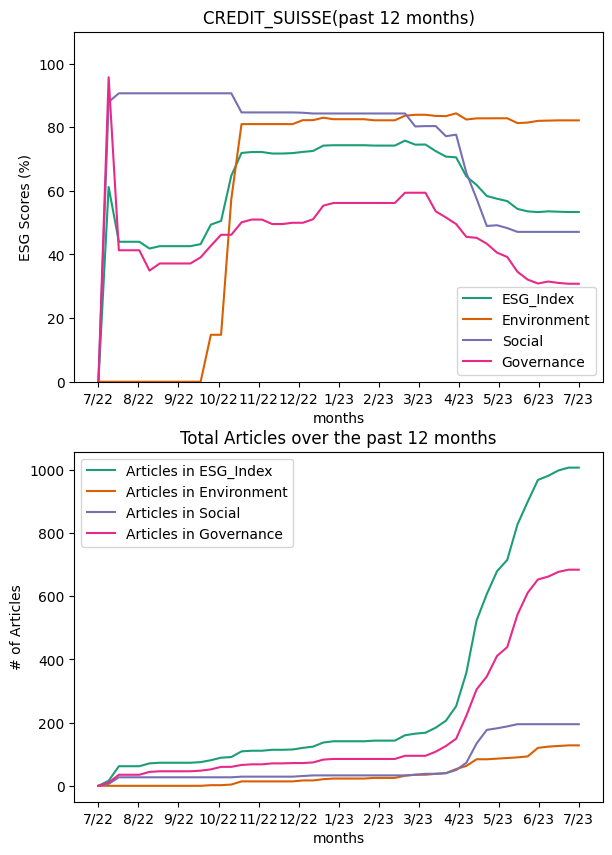 CREDIT_SUISSE(past 12 months)
100
80
60
40
20
0
ESG Scores (%)
ESG_Index
Environment
Social
Governance
7/22 8/22 9/22 10/22 11/22 12/22 1/23 2/23 3/23 4/23 5/23 6/23 7/23
months
Total Articles over the past 12 months
1000
800
600
400
200
0
# of Articles
Articles in ESG_Index
Articles in Environment
Articles in Social
Articles in Governance
7/22 8/22 9/22 10/22 11/22 12/22 1/23 2/23 3/23 4/23 5/23 6/23 7/23
months